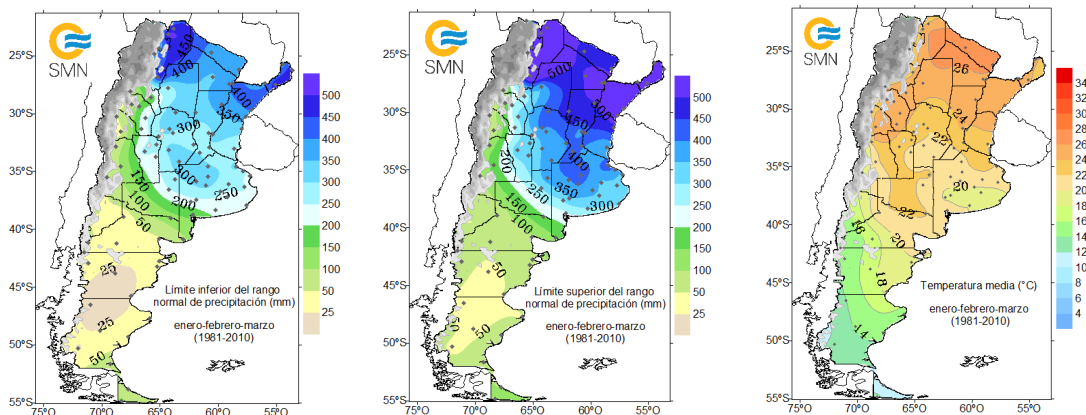 SMN
25°S
30°S
35°S
40°S
45°S
50°S
55°S
75°O
70°O
65°O
60°O
55°O
450
400
400
350
300
300
250
200
150
100
50
25
25
50
500
450
400
350
300
250
200
150
100
50
25
Límite inferior del rango
normal de precipitación (mm)
enero-febrero-marzo
(1981-2010)
SMN
25°S
30°S
35°S
40°S
45°S
50°S
55°S
75°O
70°O
65°O
60°O
55°O
500
500
450
400
350
300
250
200
150
100
50
50
50
500
450
400
350
300
250
200
150
100
50
25
Límite superior del rango
normal de precipitación (mm)
enero-febrero-marzo
(1981-2010)
SMN
25°S
30°S
35°S
40°S
45°S
50°S
55°S
75°O
70°O
65°O
60°O
55°O
26
24
22
20
22
20
16
18
14
34
32
30
28
26
24
22
20
18
16
14
12
10
8
6
4
Temperatura media (°C)
enero-febrero-marzo
(1981-2010)